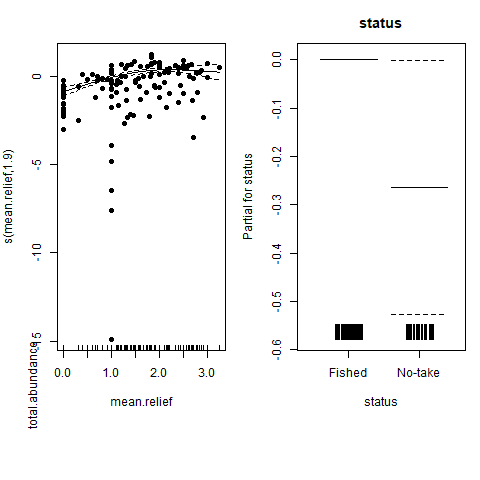 status
s(mean.relief,1.9)
total.abundance
0
-5
-10
-15
0.0
1.0
2.0
3.0
mean.relief
Partial for status
0.0
-0.1
-0.2
-0.3
-0.4
-0.5
-0.6
Fished
No-take
status